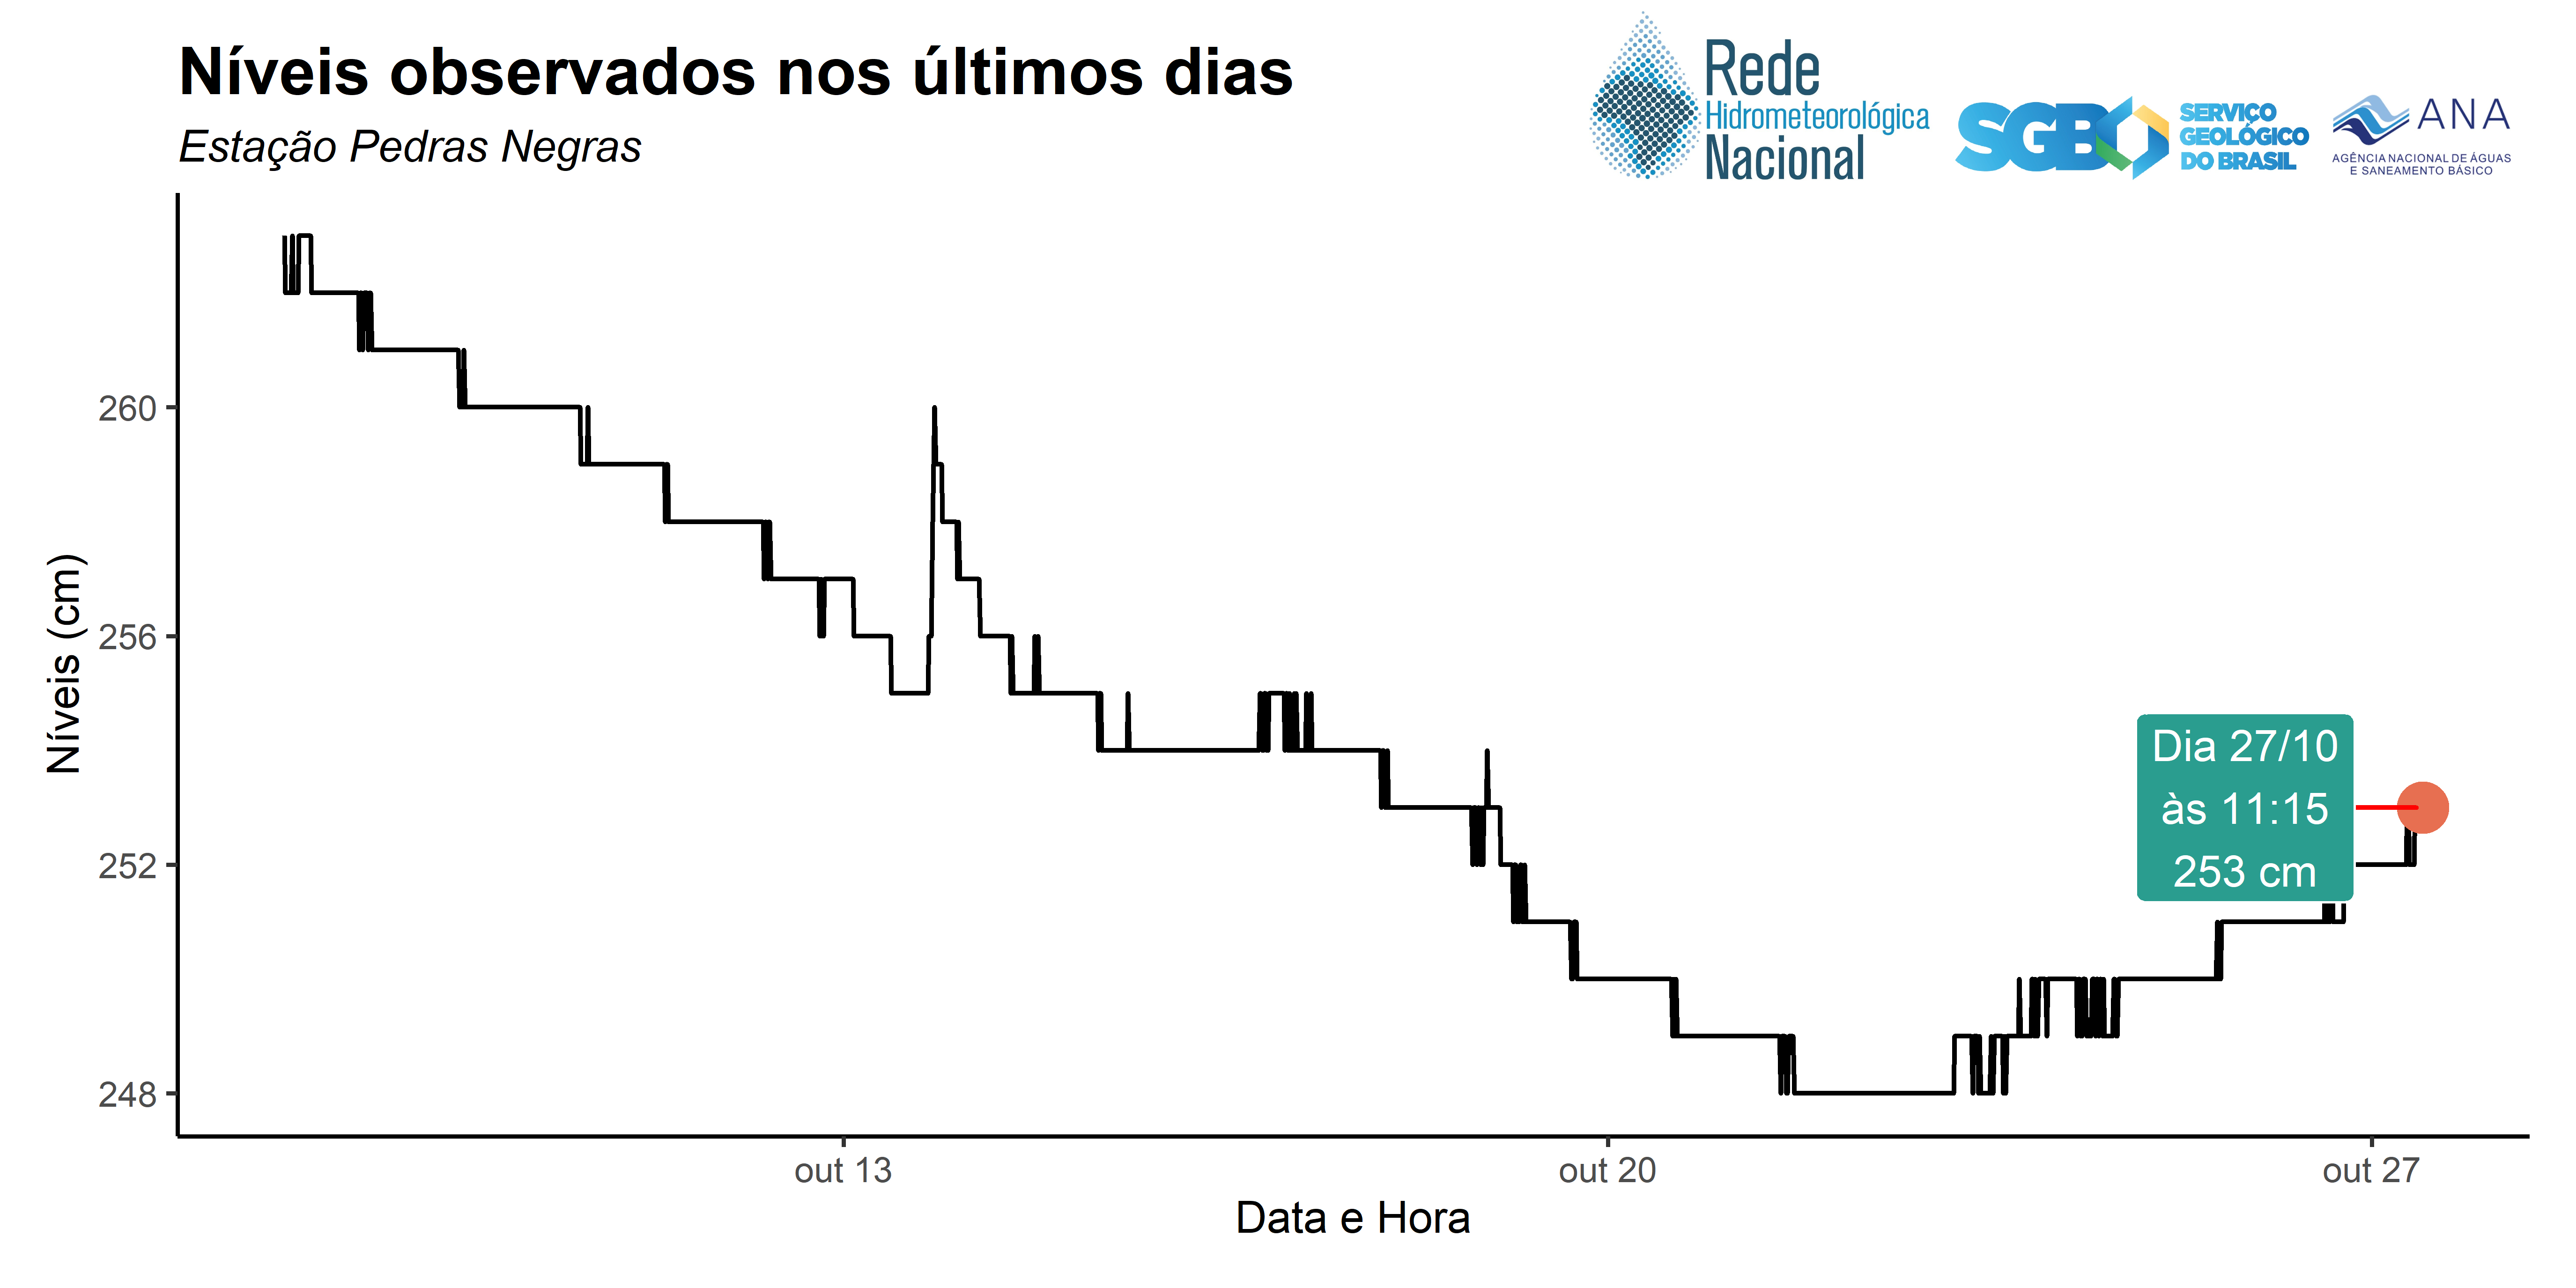 Níveis observados nos últimos dias
Estação Pedras Negras
Rede
Hidrometeorológica
Nacional
SGB
SERVIÇO
GEOLÓGICO
DO BRASIL
ANA
AGÊNCIA NACIONAL DE ÁGUAS
E SANEAMENTO BÁSICO
Níveis (cm)
260
256
252
248
Dia 27/10
às 11:15
253 cm
out 13
out 20
out 27
Data e Hora